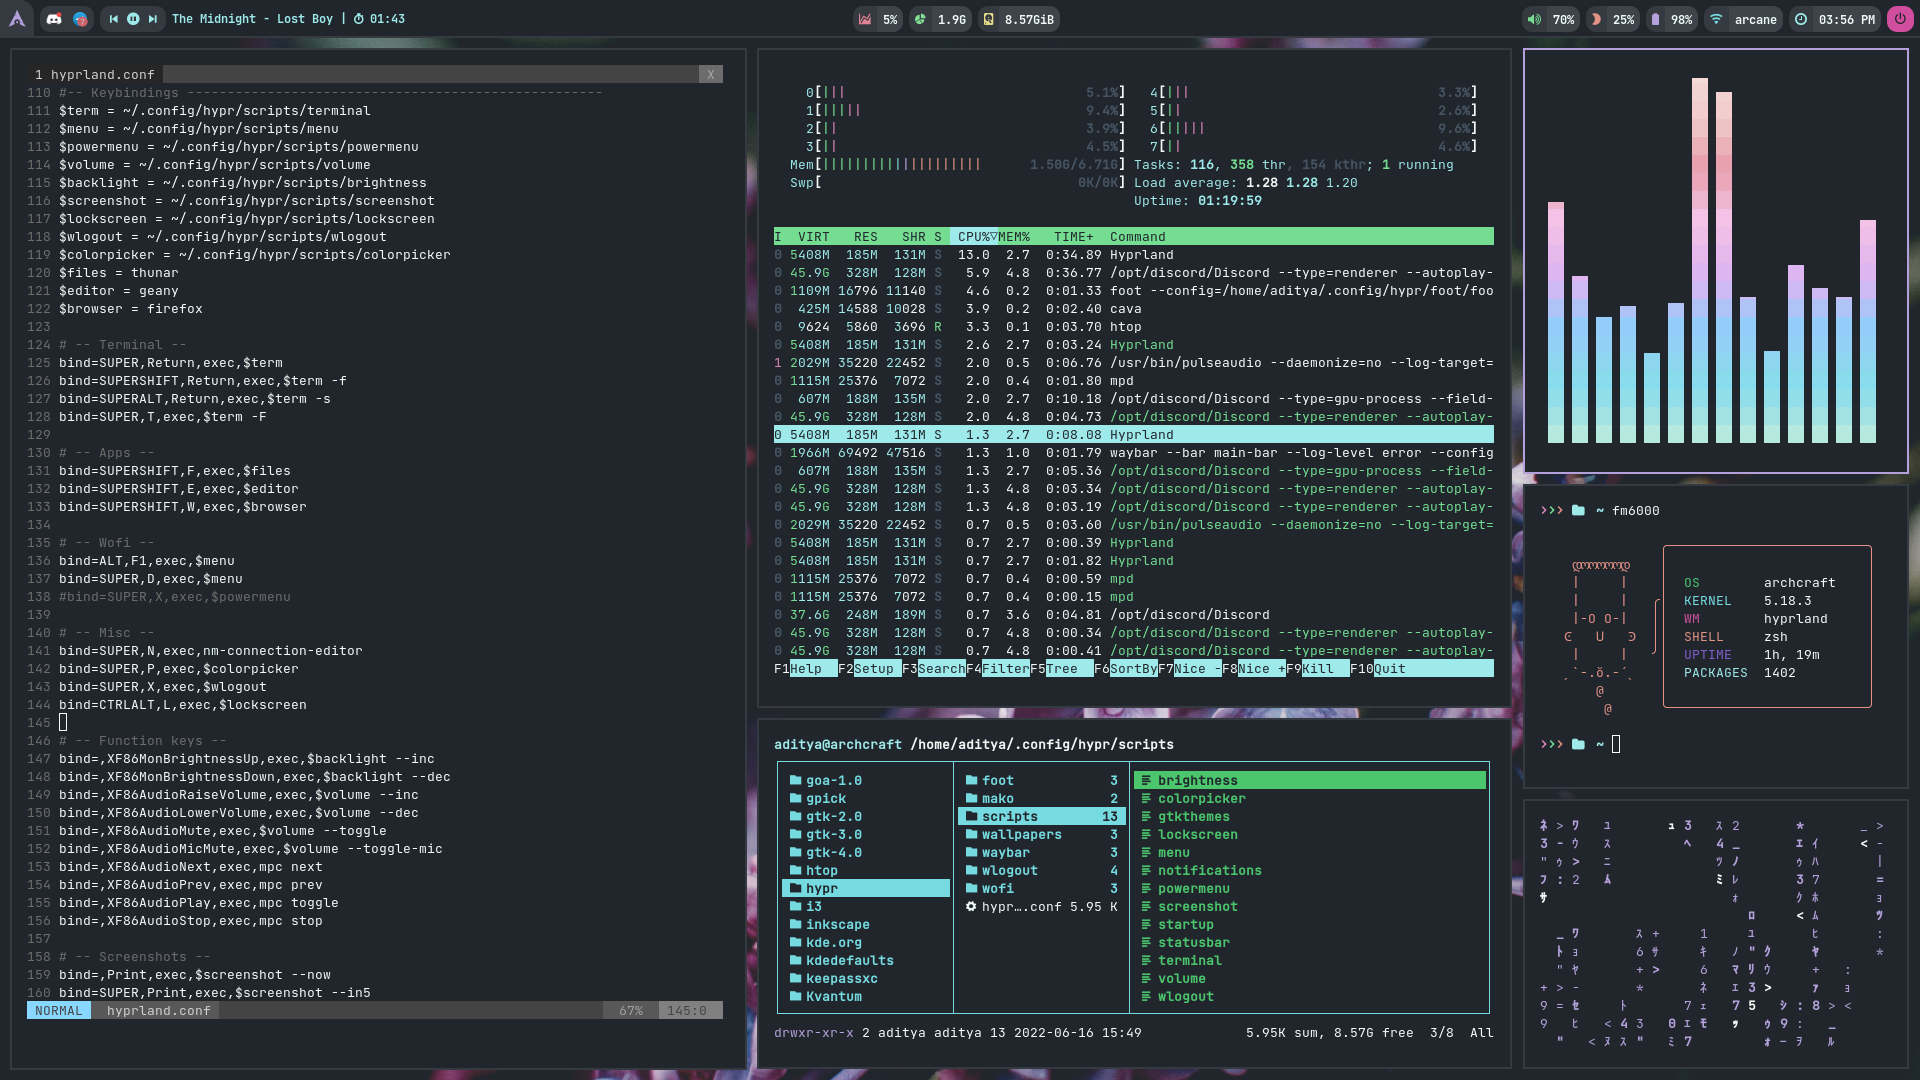 The Midnight - Lost Boy | 01:43
5% 1.9G 8.57GiB
70% 25% 98% arcane 03:56 PM
1 hyprland.conf X
110 #-- Keybindings ----------------------------------------------------
111 $term = ~/.config/hypr/scripts/terminal
112 $menu = ~/.config/hypr/scripts/menu
113 $powermenu = ~/.config/hypr/scripts/powermenu
114 $volume = ~/.config/hypr/scripts/volume
115 $backlight = ~/.config/hypr/scripts/brightness
116 $screenshot = ~/.config/hypr/scripts/screenshot
117 $lockscreen = ~/.config/hypr/scripts/lockscreen
118 $wlogout = ~/.config/hypr/scripts/wlogout
119 $colorpicker = ~/.config/hypr/scripts/colorpicker
120 $files = thunar
121 $editor = geany
122 $browser = firefox
123
124 # -- Terminal --
125 bind=SUPER,Return,exec,$term
126 bind=SUPERSHIFT,Return,exec,$term -f
127 bind=SUPERALT,Return,exec,$term -s
128 bind=SUPER,T,exec,$term -F
129
130 # -- Apps --
131 bind=SUPERSHIFT,F,exec,$files
132 bind=SUPERSHIFT,E,exec,$editor
133 bind=SUPERSHIFT,W,exec,$browser
134
135 # -- Wofi --
136 bind=ALT,F1,exec,$menu
137 bind=SUPER,D,exec,$menu
138 #bind=SUPER,X,exec,$powermenu
139
140 # -- Misc --
141 bind=SUPER,N,exec,nm-connection-editor
142 bind=SUPER,P,exec,$colorpicker
143 bind=SUPER,X,exec,$wlogout
144 bind=CTRLALT,L,exec,$lockscreen
145
146 # -- Function keys --
147 bind=,XF86MonBrightnessUp,exec,$backlight --inc
148 bind=,XF86MonBrightnessDown,exec,$backlight --dec
149 bind=,XF86AudioRaiseVolume,exec,$volume --inc
150 bind=,XF86AudioLowerVolume,exec,$volume --dec
151 bind=,XF86AudioMute,exec,$volume --toggle
152 bind=,XF86AudioMicMute,exec,$volume --toggle-mic
153 bind=,XF86AudioNext,exec,mpc next
154 bind=,XF86AudioPrev,exec,mpc prev
155 bind=,XF86AudioPlay,exec,mpc toggle
156 bind=,XF86AudioStop,exec,mpc stop
157
158 # -- Screenshots --
159 bind=,Print,exec,$screenshot --now
160 bind=SUPER,Print,exec,$screenshot --in5
NORMAL hyprland.conf 67% 145:0
0[||| 5.1%] 4[||| 3.3%]
1[||||| 9.4%] 5[|| 2.6%]
2[|| 3.9%] 6[||||| 9.6%]
3[|| 4.5%] 7[|| 4.6%]
Mem[|||||||||||||||||||| 1.50G/6.71G] Tasks: 116, 358 thr, 154 kthr; 1 running
Swp[ 0K/0K] Load average: 1.28 1.28 1.20
Uptime: 01:19:59
I VIRT RES SHR S CPU%▽MEM% TIME+ Command
0 5408M 185M 131M S 13.0 2.7 0:34.89 Hyprland
0 45.9G 328M 128M S 5.9 4.8 0:36.77 /opt/discord/Discord --type=renderer --autoplay-
0 1109M 16796 11140 S 4.6 0.2 0:01.33 foot --config=/home/aditya/.config/hypr/foot/foo
0 425M 14588 10028 S 3.9 0.2 0:02.40 cava
0 9624 5860 3696 R 3.3 0.1 0:03.70 htop
0 5408M 185M 131M S 2.6 2.7 0:03.24 Hyprland
1 2029M 35220 22452 S 2.0 0.5 0:06.76 /usr/bin/pulseaudio --daemonize=no --log-target=
0 1115M 25376 7072 S 2.0 0.4 0:01.80 mpd
0 607M 188M 135M S 2.0 2.7 0:10.18 /opt/discord/Discord --type=gpu-process --field-
0 45.9G 328M 128M S 2.0 4.8 0:04.73 /opt/discord/Discord --type=renderer --autoplay-
0 5408M 185M 131M S 1.3 2.7 0:08.08 Hyprland
0 1966M 69492 47516 S 1.3 1.0 0:01.79 waybar --bar main-bar --log-level error --config
0 607M 188M 135M S 1.3 2.7 0:05.36 /opt/discord/Discord --type=gpu-process --field-
0 45.9G 328M 128M S 1.3 4.8 0:03.34 /opt/discord/Discord --type=renderer --autoplay-
0 45.9G 328M 128M S 1.3 4.8 0:03.19 /opt/discord/Discord --type=renderer --autoplay-
0 2029M 35220 22452 S 0.7 0.5 0:03.60 /usr/bin/pulseaudio --daemonize=no --log-target=
0 5408M 185M 131M S 0.7 2.7 0:00.39 Hyprland
0 5408M 185M 131M S 0.7 2.7 0:01.82 Hyprland
0 1115M 25376 7072 S 0.7 0.4 0:00.59 mpd
0 1115M 25376 7072 S 0.7 0.4 0:00.15 mpd
0 37.6G 248M 189M S 0.7 3.6 0:04.81 /opt/discord/Discord
0 45.9G 328M 128M S 0.7 4.8 0:00.34 /opt/discord/Discord --type=renderer --autoplay-
0 45.9G 328M 128M S 0.7 4.8 0:00.41 /opt/discord/Discord --type=renderer --autoplay-
F1Help F2Setup F3SearchF4FilterF5Tree F6SortByF7Nice -F8Nice +F9Kill F10Quit
aditya@archcraft /home/aditya/.config/hypr/scripts
goa-1.0 foot 3 brightness
gpick mako 2 colorpicker
gtk-2.0 scripts 13 gtkthemes
gtk-3.0 wallpapers 3 lockscreen
gtk-4.0 waybar 3 menu
htop wlogout 4 notifications
hypr wofi 3 powermenu
i3 hypr….conf 5.95 K screenshot
inkscape startup
kde.org statusbar
kdedefaults terminal
keepassxc volume
Kvantum wlogout
drwxr-xr-x 2 aditya aditya 13 2022-06-16 15:49 5.95K sum, 8.57G free 3/8 All
~ fm6000
OS archcraft
KERNEL 5.18.3
WM hyprland
SHELL zsh
UPTIME 1h, 19m
PACKAGES 1402
~